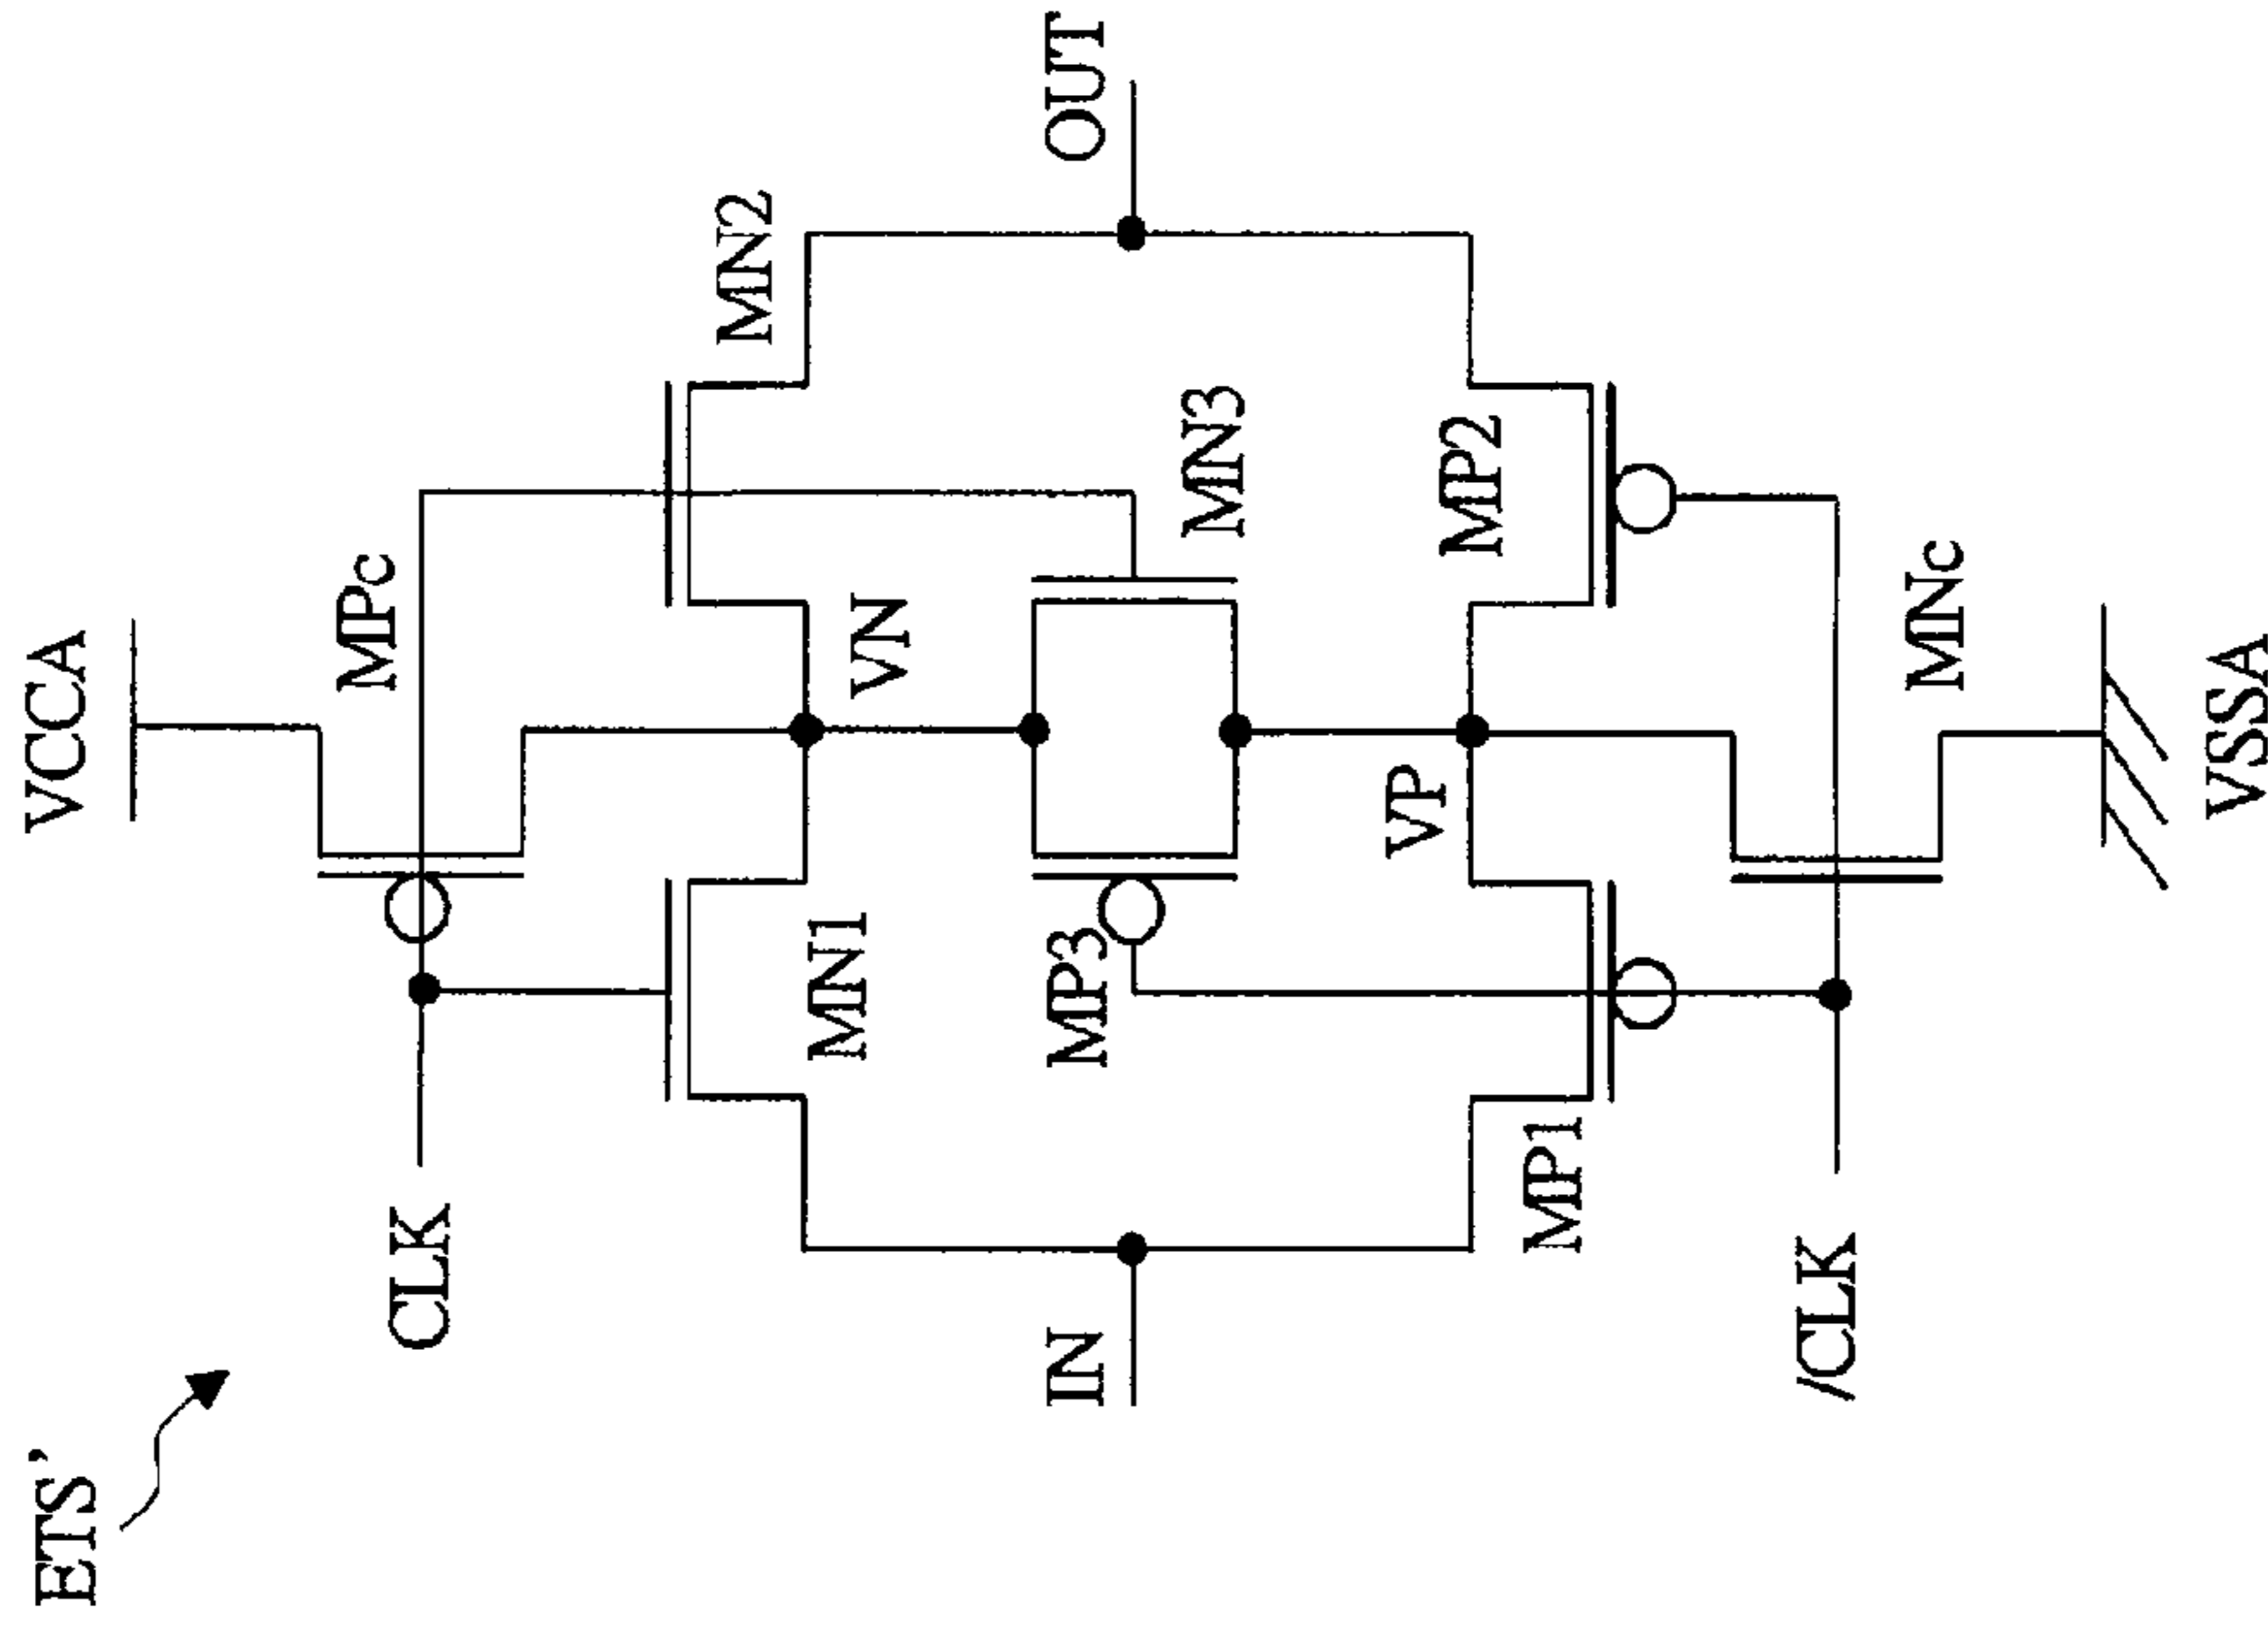 ETS’
VCCA
CLK
MPc
MN2
MN1
VN
IN
MP3
MN3
OUT
VP
MP2
MP1
/CLK
MNc
VSSA